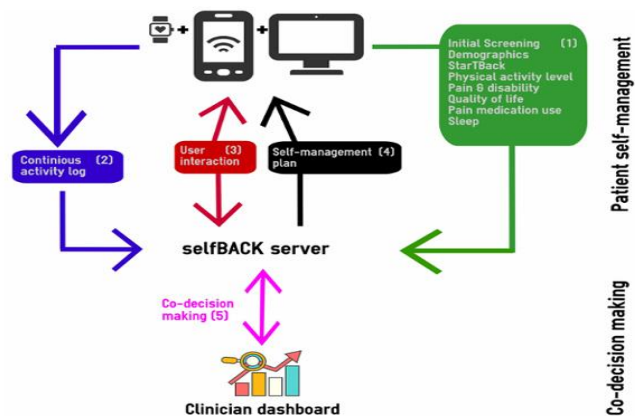 Initial Screening (1)
Demographics
StarTBack
Physical activity level
Pain & disability
Quality of life
Pain medication use
Sleep
Continious (2)
activity log
User (3)
interaction
Self-management (4)
plan
selfBACK server
Co-decision
making (5)
Clinician dashboard
Patient self-management
Co-decision making